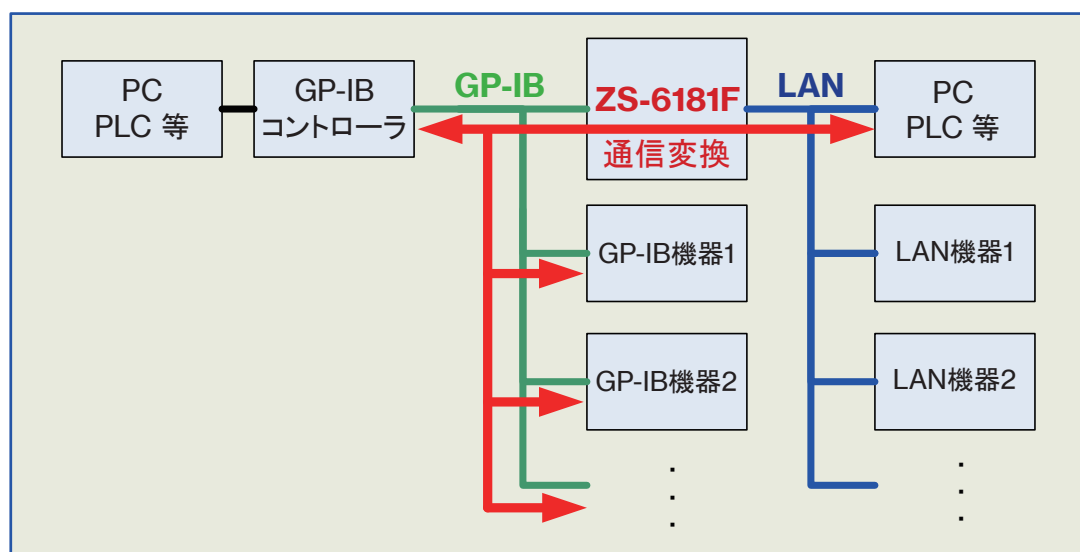 PC
PLC 等
GP-IB
コントローラ
GP-IB
ZS-6181F
通信変換
LAN
PC
PLC 等
GP-IB機器1
LAN機器1
GP-IB機器2
LAN機器2